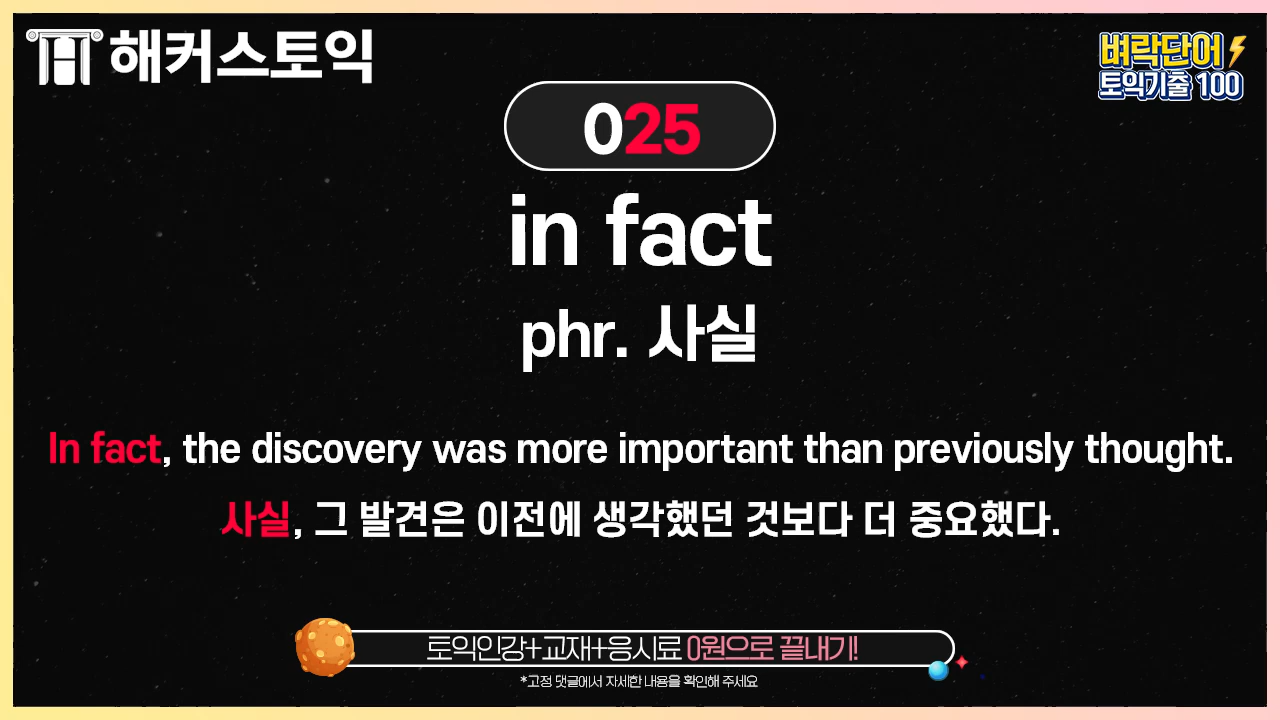 해커스토익
벼락단어
토익기출 100
025
in fact
phr. 사실
In fact, the discovery was more important than previously thought.
사실, 그 발견은 이전에 생각했던 것보다 더 중요했다.
토익인강+교재+응시료 0원으로 끝내기!
*고정 댓글에서 자세한 내용을 확인해 주세요